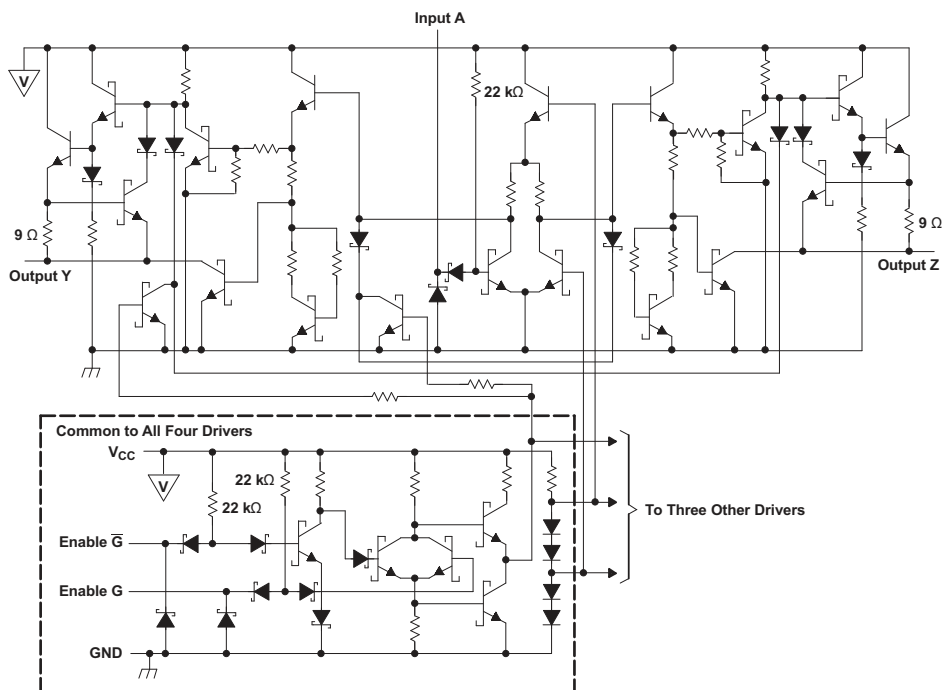 Input A
V
22 kΩ
9 Ω
9 Ω
Output Y
Output Z
Common to All Four Drivers
VCC
V
22 kΩ
22 kΩ
To Three Other Drivers
Enable G̅
Enable G
GND